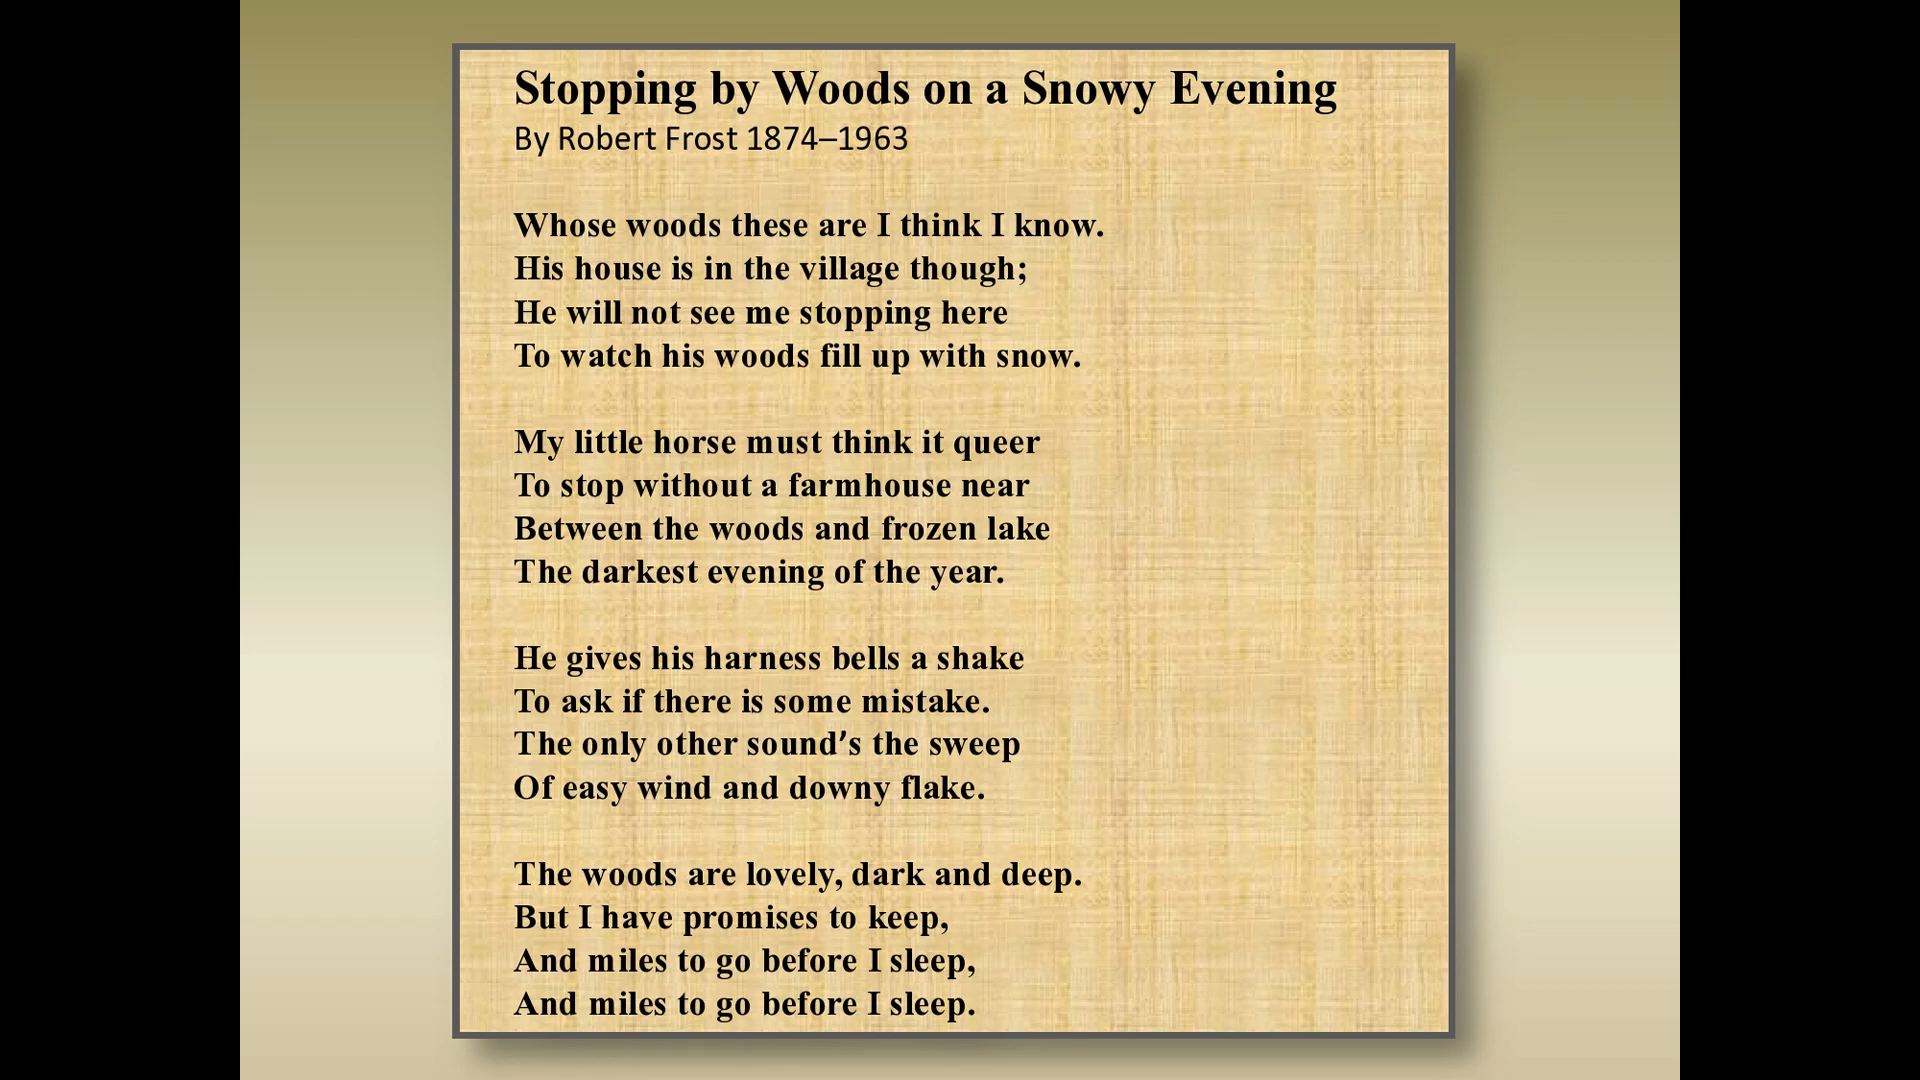 Stopping by Woods on a Snowy Evening
By Robert Frost 1874–1963
Whose woods these are I think I know.
His house is in the village though;
He will not see me stopping here
To watch his woods fill up with snow.
My little horse must think it queer
To stop without a farmhouse near
Between the woods and frozen lake
The darkest evening of the year.
He gives his harness bells a shake
To ask if there is some mistake.
The only other sound’s the sweep
Of easy wind and downy flake.
The woods are lovely, dark and deep.
But I have promises to keep,
And miles to go before I sleep,
And miles to go before I sleep.